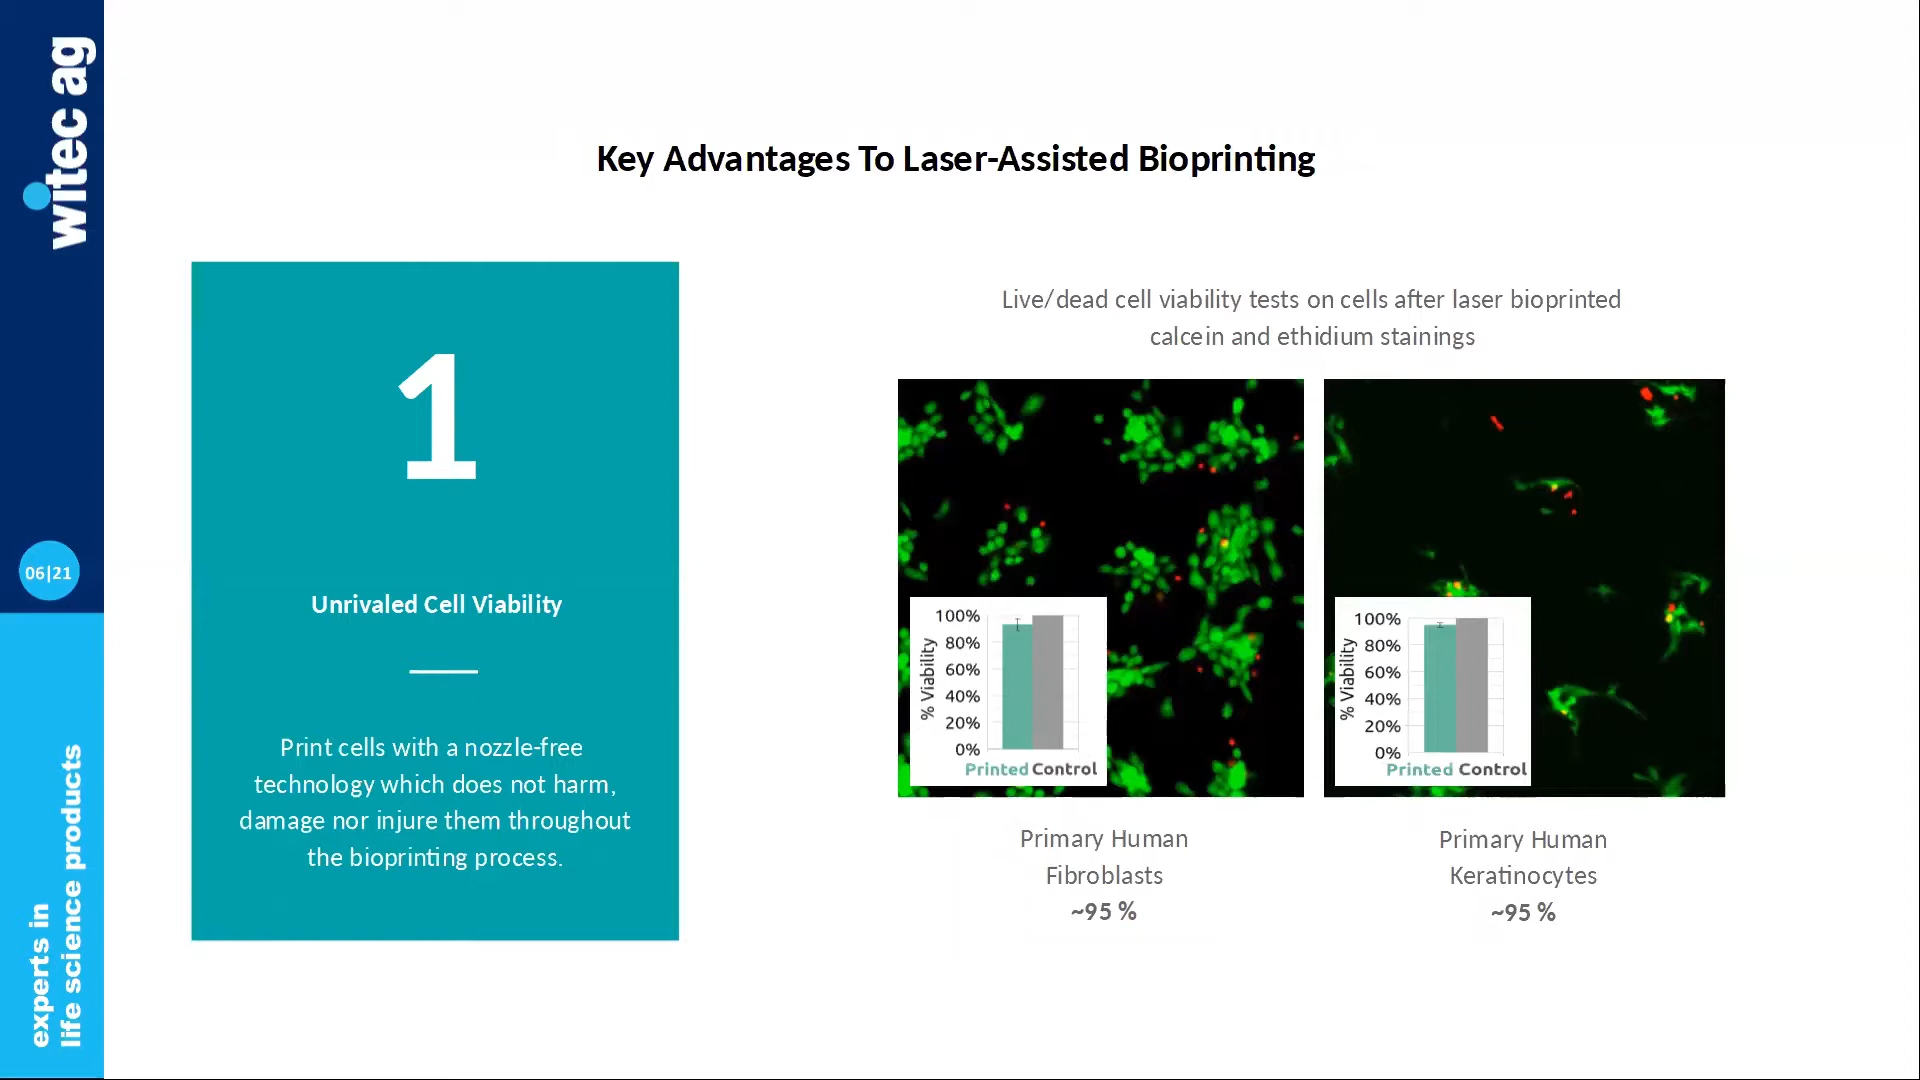 witec ag
06|21
experts in
life science products
Key Advantages To Laser-Assisted Bioprinting
1
Unrivaled Cell Viability
Print cells with a nozzle-free
technology which does not harm,
damage nor injure them throughout
the bioprinting process.
Live/dead cell viability tests on cells after laser bioprinted
calcein and ethidium stainings
% Viability
100%
80%
60%
40%
20%
0%
Printed Control
% Viability
100%
80%
60%
40%
20%
0%
Printed Control
Primary Human
Fibroblasts
~95 %
Primary Human
Keratinocytes
~95 %